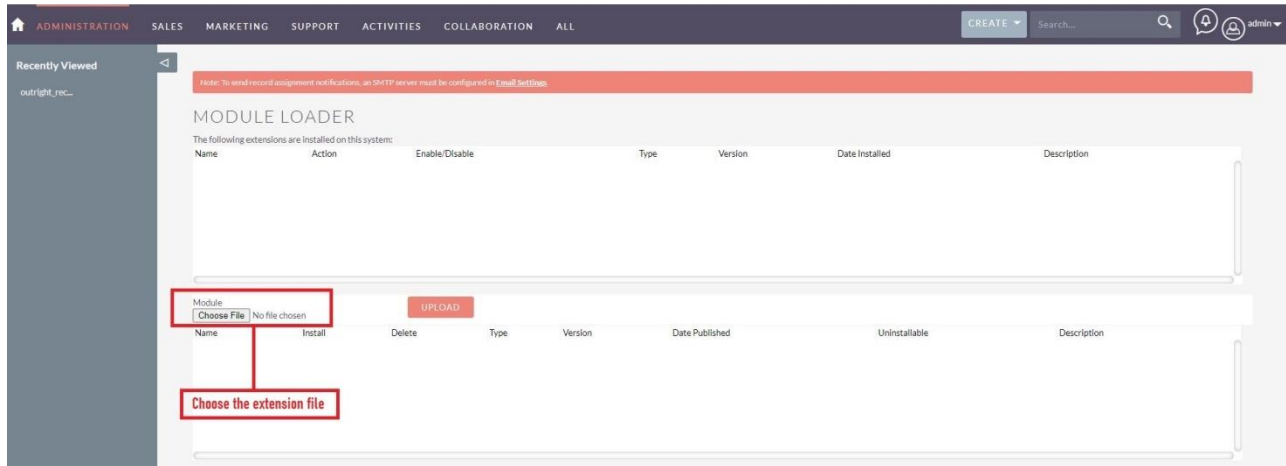 ADMINISTRATION SALES MARKETING SUPPORT ACTIVITIES COLLABORATION ALL CREATE Search... admin
Recently Viewed
outright_rec...
Note: To send record assignment notifications, an SMTP server must be configured in Email Settings.
MODULE LOADER
The following extensions are installed on this system:
Name Action Enable/Disable Type Version Date Installed Description
Module
Choose File No file chosen UPLOAD
Name Install Delete Type Version Date Published Uninstallable Description
Choose the extension file